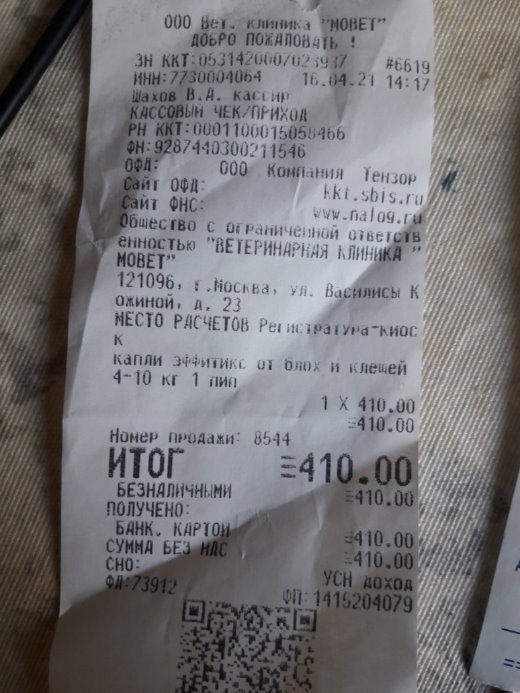 ООО Вет. клиника "МОВЕТ"
ДОБРО ПОЖАЛОВАТЬ !
ЗН ККТ:053142000/023937 #6619
ИНН:7730004064 16.04.21 14:17
Шахов В.А. кассир
КАССОВЫЙ ЧЕК/ПРИХОД
РН ККТ:0001100015058466
ФН:9287440300211546
ОФД: ООО Компания Тензор
Сайт ОФД: kkt.sbis.ru
Сайт ФНС: www.nalog.ru
Общество с ограниченной ответств
енностью "ВЕТЕРИНАРНАЯ КЛИНИКА "
МОВЕТ"
121096, г.Москва, ул. Василисы К
ожиной, д. 23
МЕСТО РАСЧЕТОВ Регистратура-киос
к
капли эффитикс от блох и клещей
4-10 кг 1 пип
1 X 410.00
≡410.00
Номер продажи: 8544
ИТОГ ≡410.00
БЕЗНАЛИЧНЫМИ ≡410.00
ПОЛУЧЕНО:
БАНК. КАРТОЙ ≡410.00
СУММА БЕЗ НДС ≡410.00
СНО: УСН доход
ФД:73912 ФП:1415204079